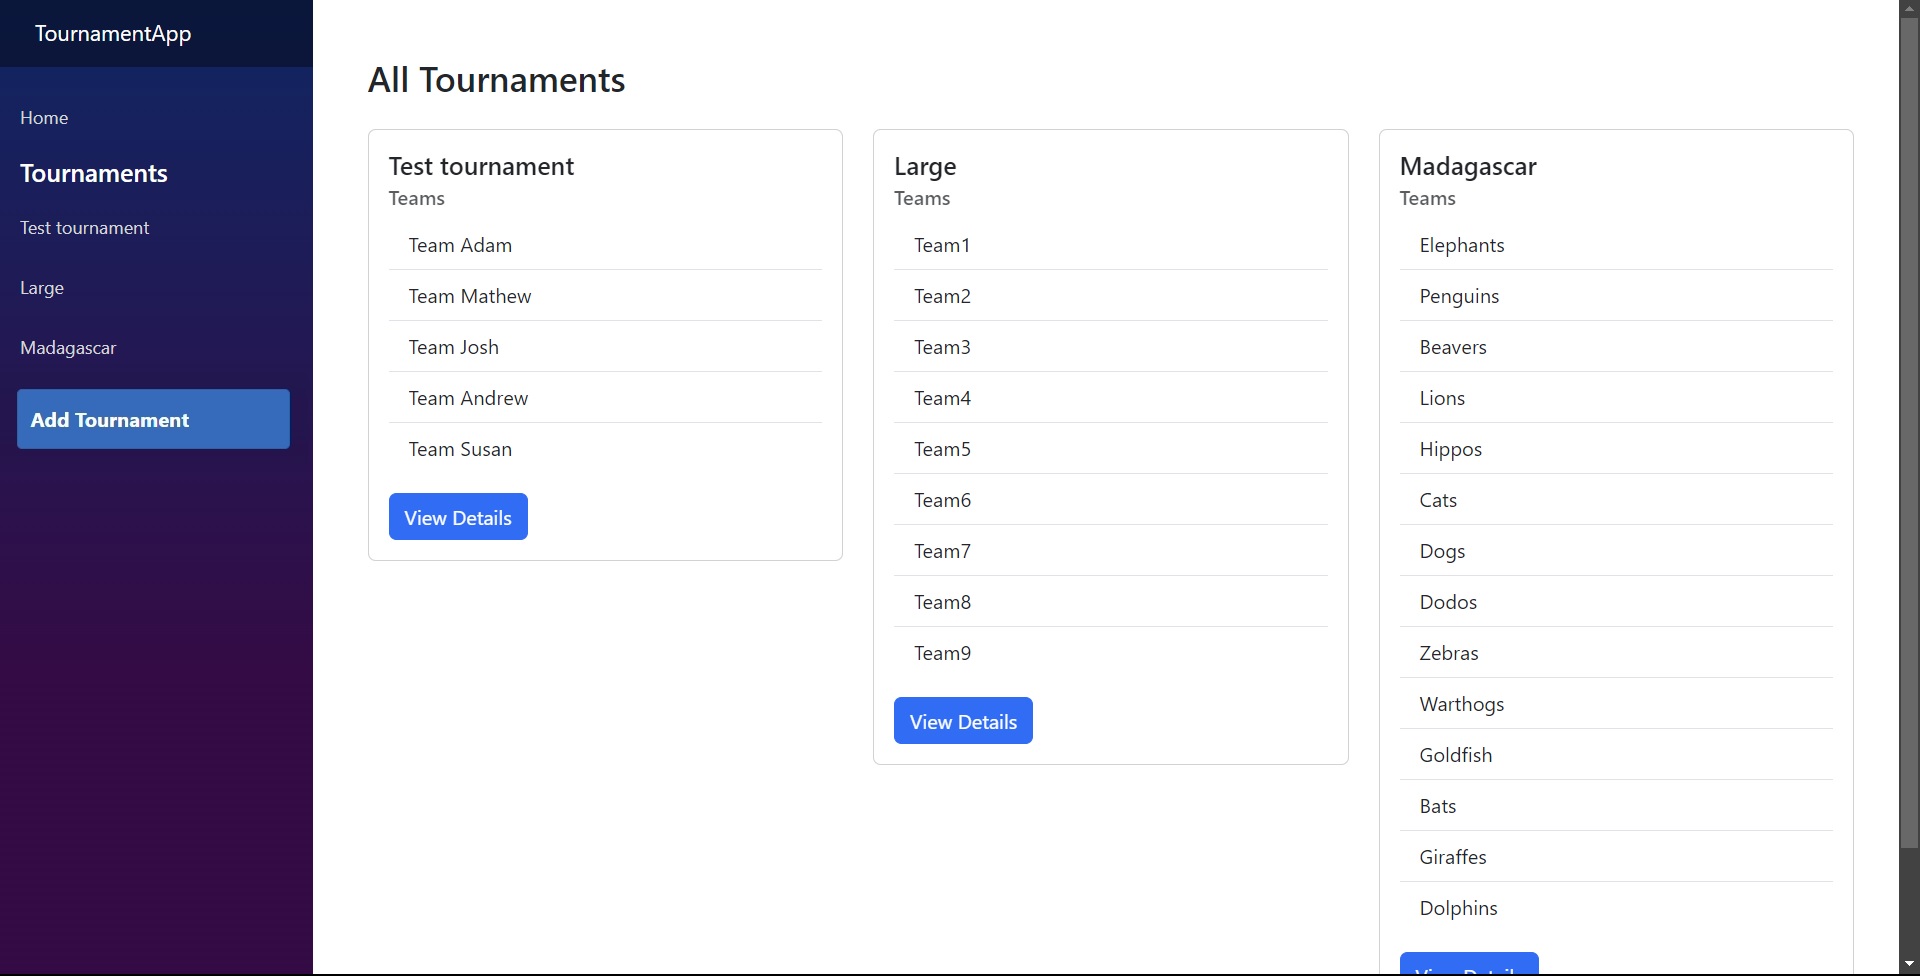 TournamentApp
Home
Tournaments
Test tournament
Large
Madagascar
Add Tournament
All Tournaments
Test tournament
Teams
Team Adam
Team Mathew
Team Josh
Team Andrew
Team Susan
View Details
Large
Teams
Team1
Team2
Team3
Team4
Team5
Team6
Team7
Team8
Team9
View Details
Madagascar
Teams
Elephants
Penguins
Beavers
Lions
Hippos
Cats
Dogs
Dodos
Zebras
Warthogs
Goldfish
Bats
Giraffes
Dolphins
View Details